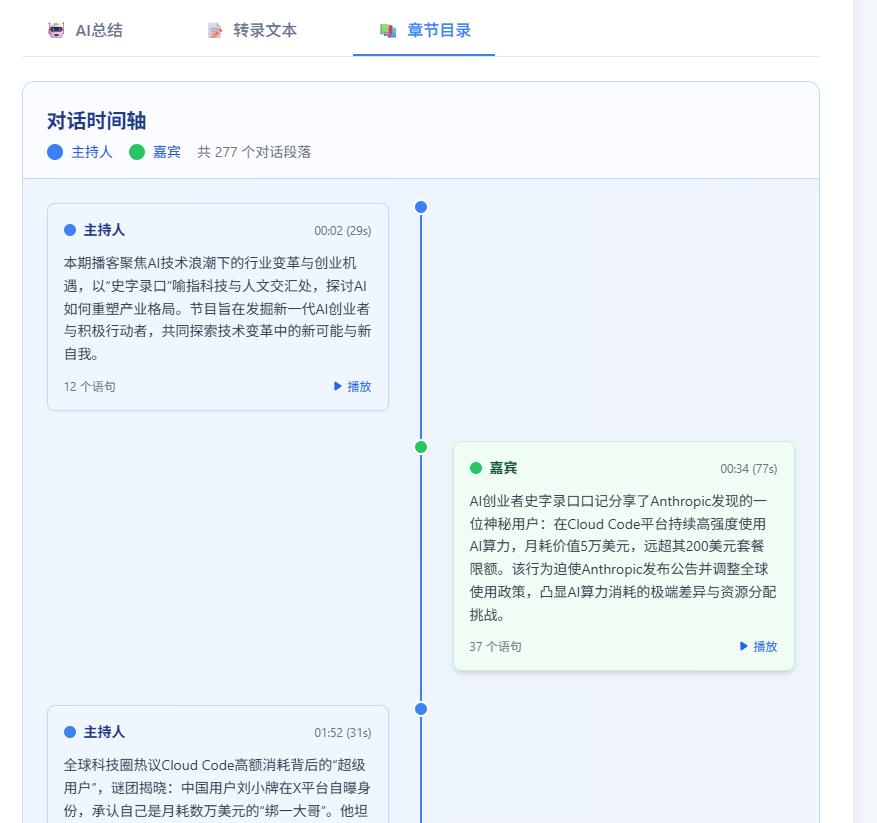 AI总结
转录文本
章节目录
对话时间轴
主持人
嘉宾
共 277 个对话段落
主持人
00:02 (29s)
本期播客聚焦AI技术浪潮下的行业变革与创业机
遇，以“史字录口”喻指科技与人文交汇处，探讨AI
如何重塑产业格局。节目旨在发掘新一代AI创业者
与积极行动者，共同探索技术变革中的新可能与新
自我。
12 个语句
播放
嘉宾
00:34 (77s)
AI创业者史字录口口记分享了Anthropic发现的一
位神秘用户：在Cloud Code平台持续高强度使用
AI算力，月耗价值5万美元，远超其200美元套餐
限额。该行为迫使Anthropic发布公告并调整全球
使用政策，凸显AI算力消耗的极端差异与资源分配
挑战。
37 个语句
播放
主持人
01:52 (31s)
全球科技圈热议Cloud Code高额消耗背后的“超级
用户”，谜团揭晓：中国用户刘小牌在X平台自曝身
份，承认自己是月耗数万美元的“绑一大哥”。他坦